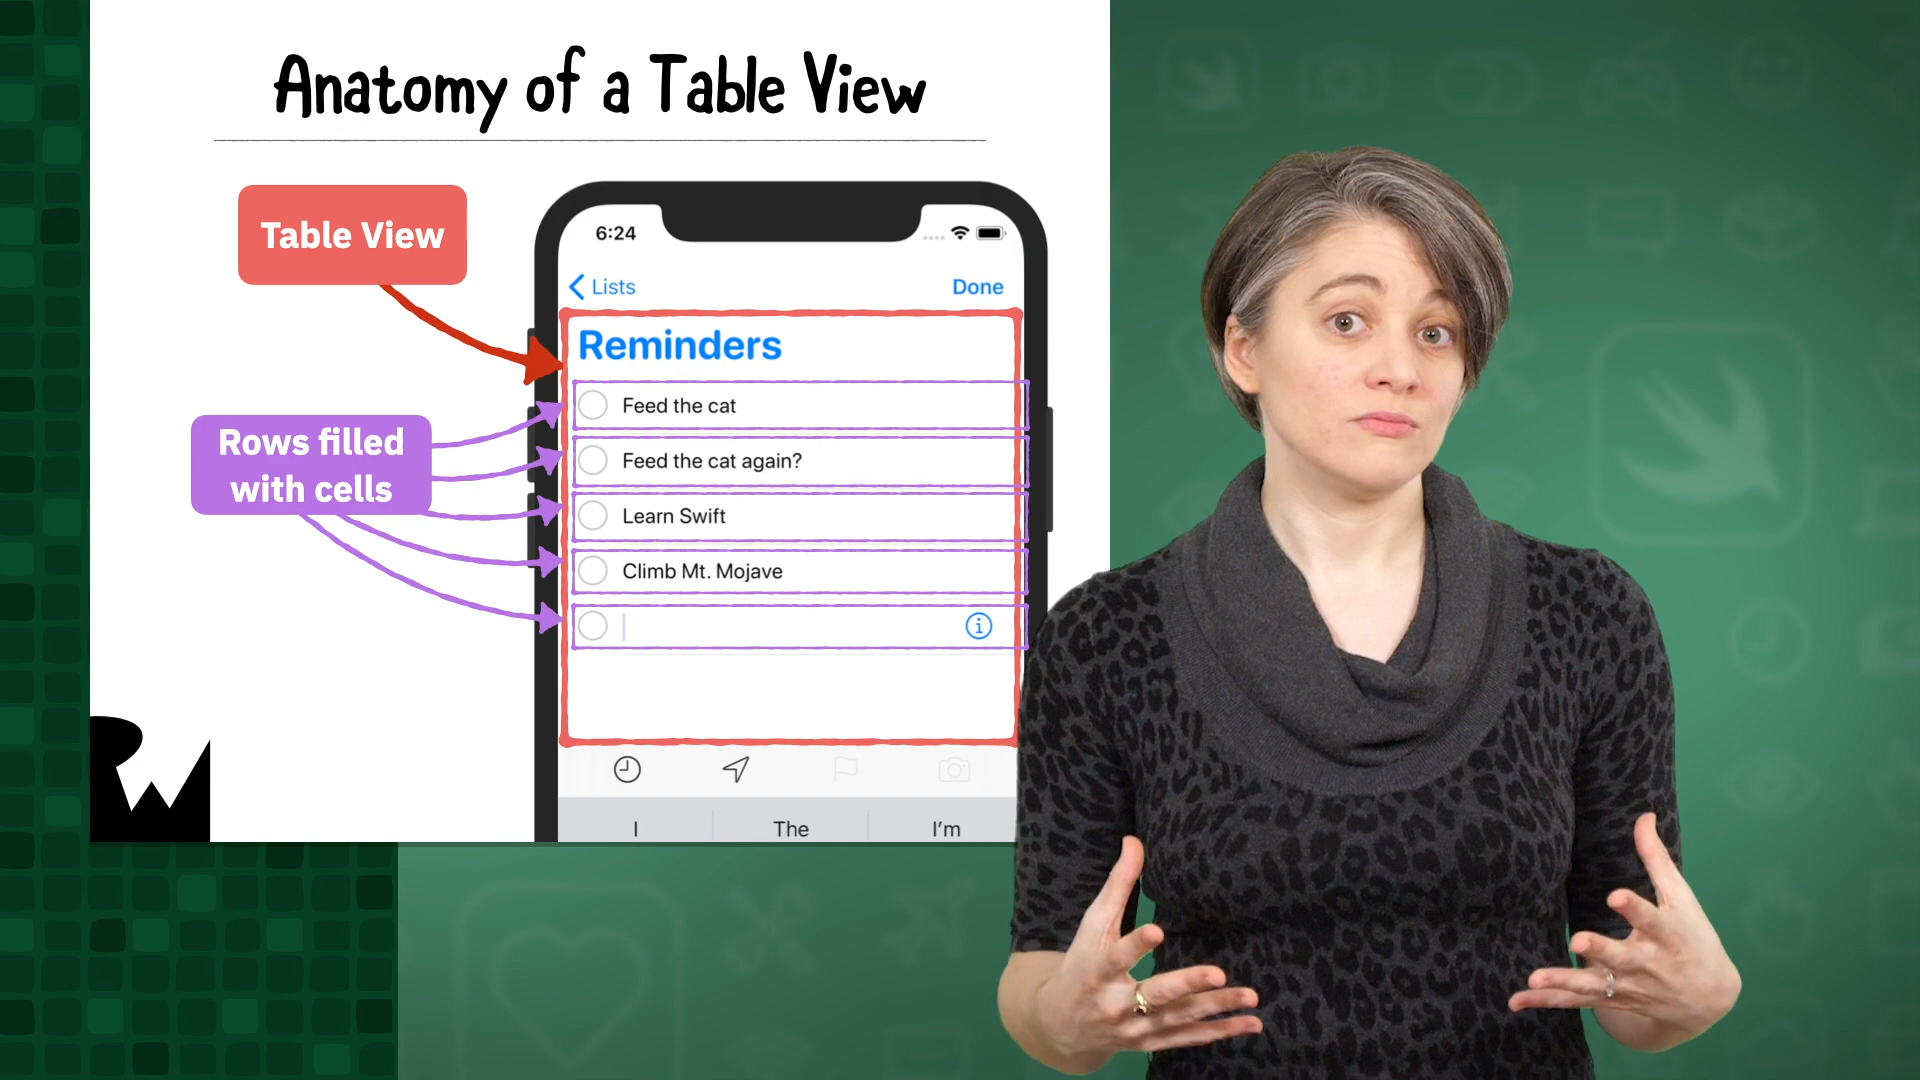 Anatomy of a Table View
Table View
6:24
Lists
Done
Reminders
Feed the cat
Rows filled
with cells
Feed the cat again?
Learn Swift
Climb Mt. Mojave
I
The
I'm